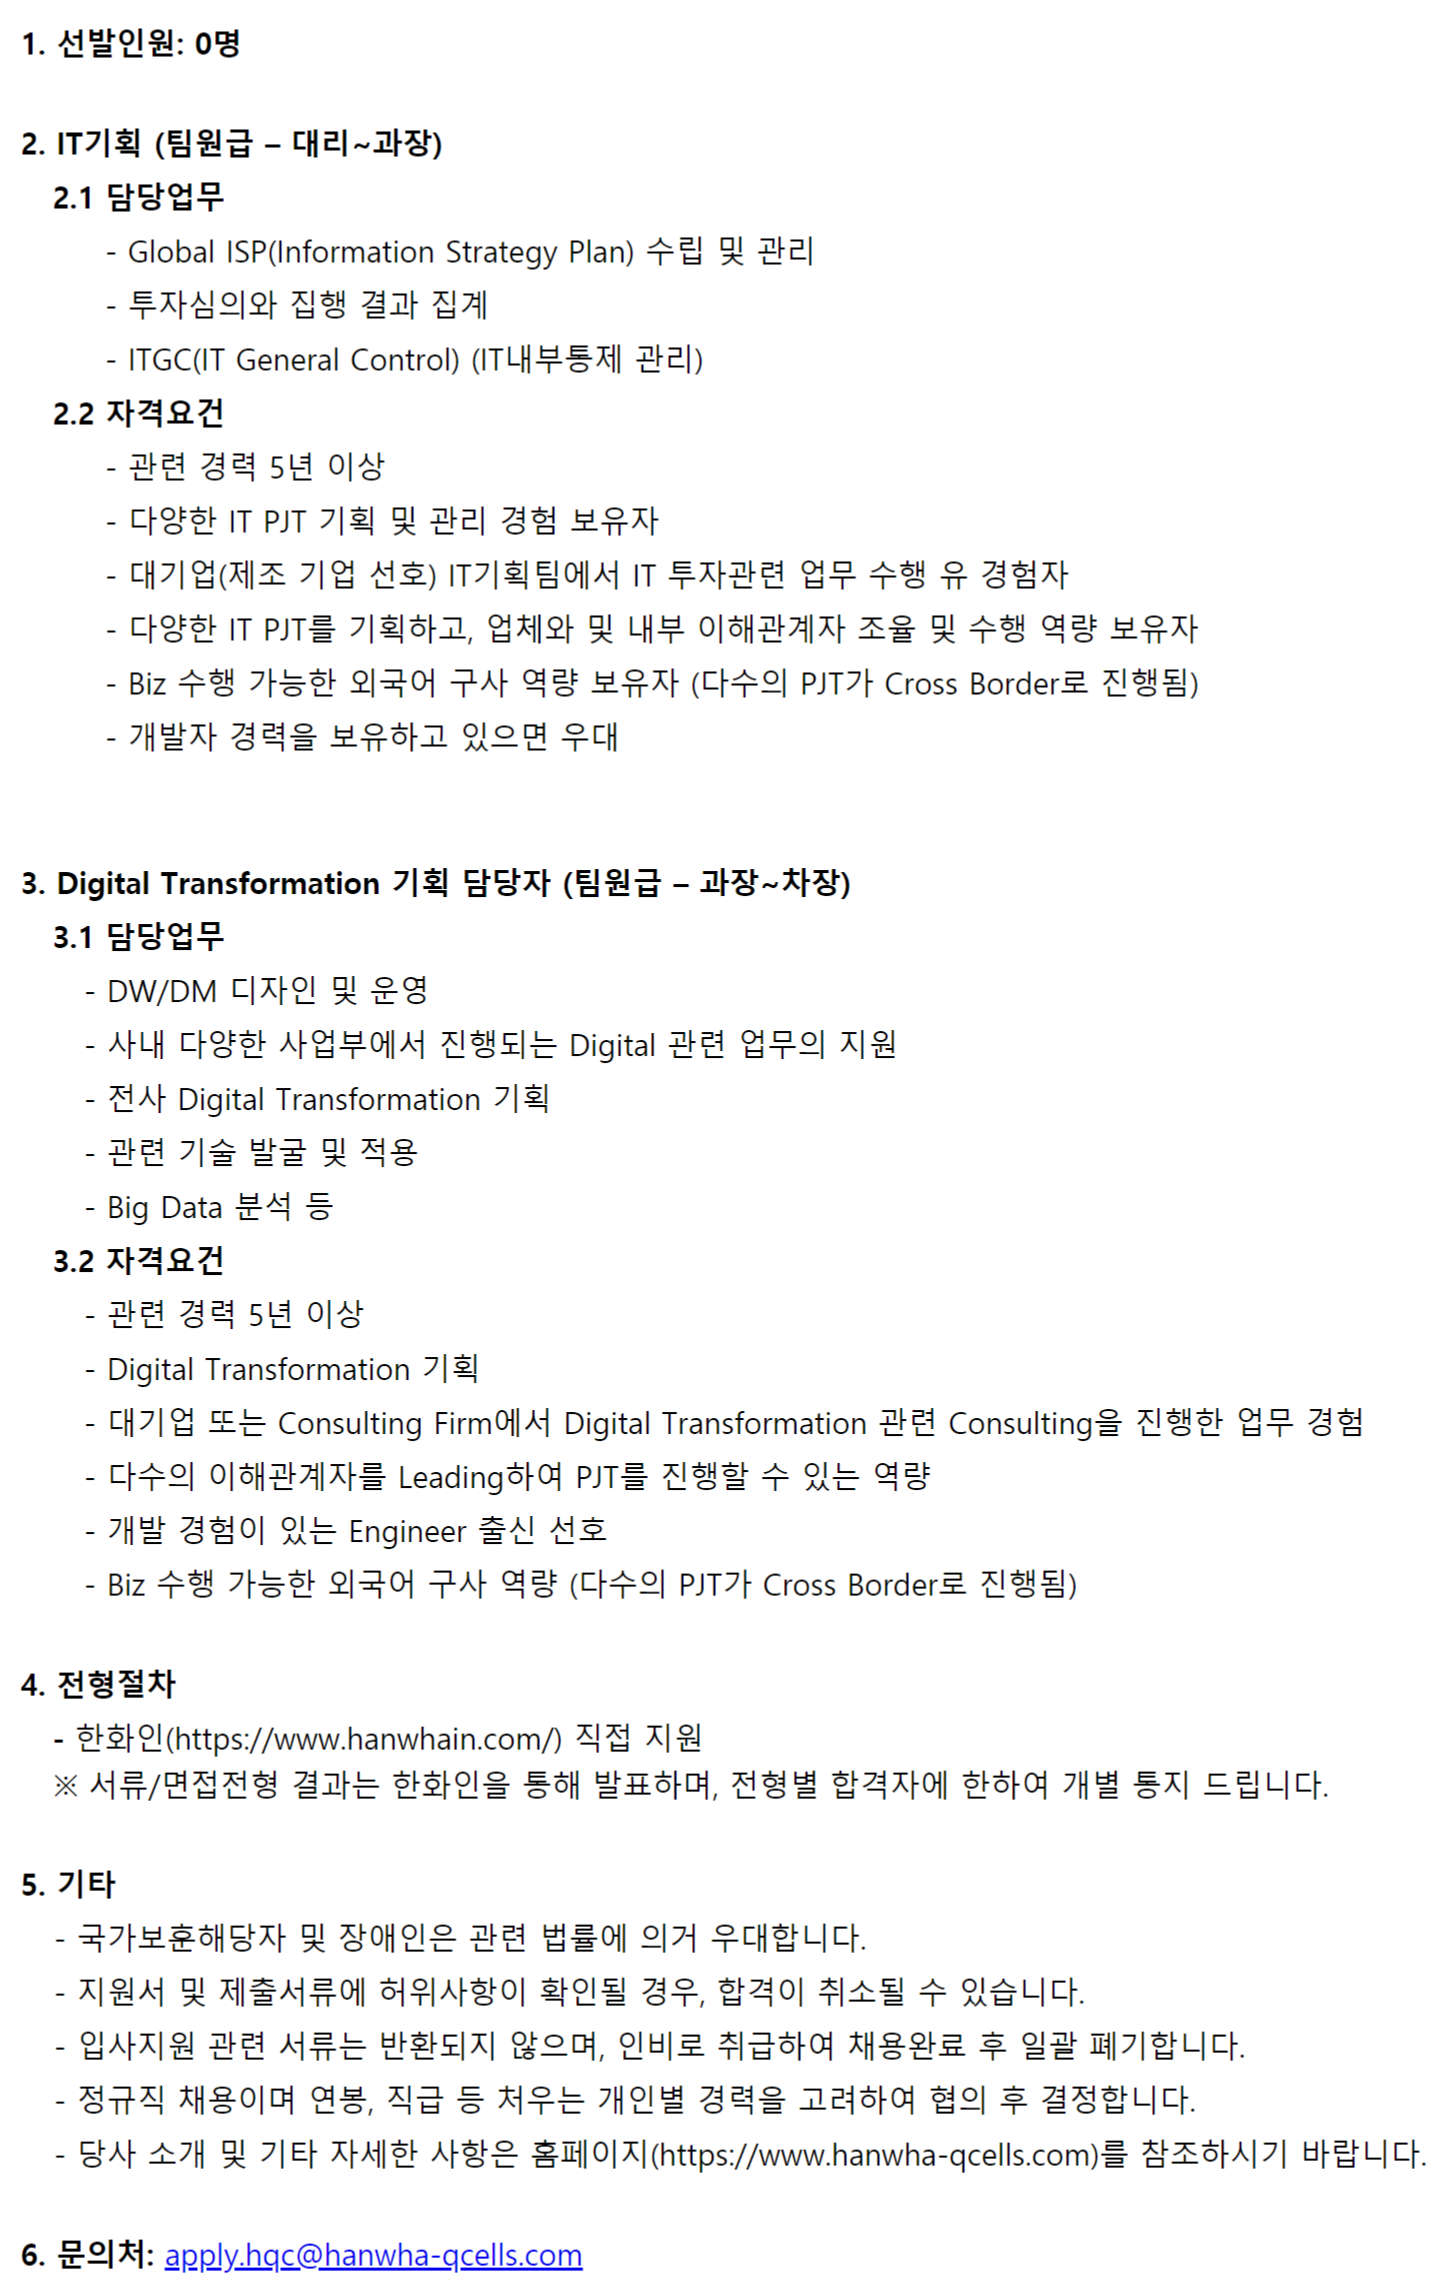 1. 선발인원: 0명
2. IT기획 (팀원급 – 대리~과장)
2.1 담당업무
- Global ISP(Information Strategy Plan) 수립 및 관리
- 투자심의와 집행 결과 집계
- ITGC(IT General Control) (IT내부통제 관리)
2.2 자격요건
- 관련 경력 5년 이상
- 다양한 IT PJT 기획 및 관리 경험 보유자
- 대기업(제조 기업 선호) IT기획팀에서 IT 투자관련 업무 수행 유 경험자
- 다양한 IT PJT를 기획하고, 업체와 및 내부 이해관계자 조율 및 수행 역량 보유자
- Biz 수행 가능한 외국어 구사 역량 보유자 (다수의 PJT가 Cross Border로 진행됨)
- 개발자 경력을 보유하고 있으면 우대
3. Digital Transformation 기획 담당자 (팀원급 – 과장~차장)
3.1 담당업무
- DW/DM 디자인 및 운영
- 사내 다양한 사업부에서 진행되는 Digital 관련 업무의 지원
- 전사 Digital Transformation 기획
- 관련 기술 발굴 및 적용
- Big Data 분석 등
3.2 자격요건
- 관련 경력 5년 이상
- Digital Transformation 기획
- 대기업 또는 Consulting Firm에서 Digital Transformation 관련 Consulting을 진행한 업무 경험
- 다수의 이해관계자를 Leading하여 PJT를 진행할 수 있는 역량
- 개발 경험이 있는 Engineer 출신 선호
- Biz 수행 가능한 외국어 구사 역량 (다수의 PJT가 Cross Border로 진행됨)
4. 전형절차
- 한화인(https://www.hanwhain.com/) 직접 지원
※ 서류/면접전형 결과는 한화인을 통해 발표하며, 전형별 합격자에 한하여 개별 통지 드립니다.
5. 기타
- 국가보훈해당자 및 장애인은 관련 법률에 의거 우대합니다.
- 지원서 및 제출서류에 허위사항이 확인될 경우, 합격이 취소될 수 있습니다.
- 입사지원 관련 서류는 반환되지 않으며, 인비로 취급하여 채용완료 후 일괄 폐기합니다.
- 정규직 채용이며 연봉, 직급 등 처우는 개인별 경력을 고려하여 협의 후 결정합니다.
- 당사 소개 및 기타 자세한 사항은 홈페이지(https://www.hanwha-qcells.com)를 참조하시기 바랍니다.
6. 문의처: apply.hqc@hanwha-qcells.com